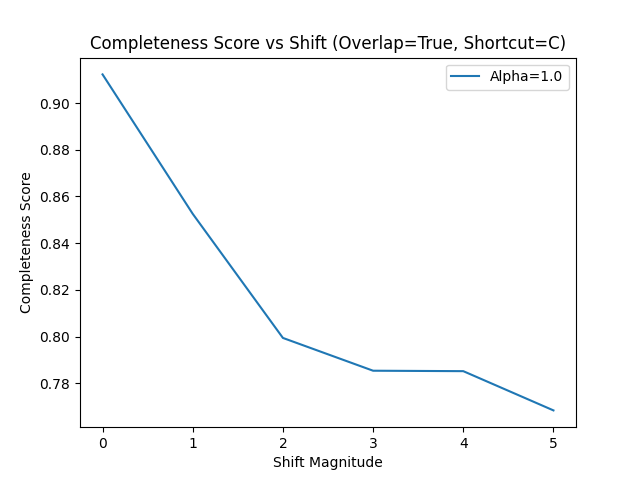 Completeness Score vs Shift (Overlap=True, Shortcut=C)
Alpha=1.0
Completeness Score
0.90
0.88
0.86
0.84
0.82
0.80
0.78
0 1 2 3 4 5
Shift Magnitude